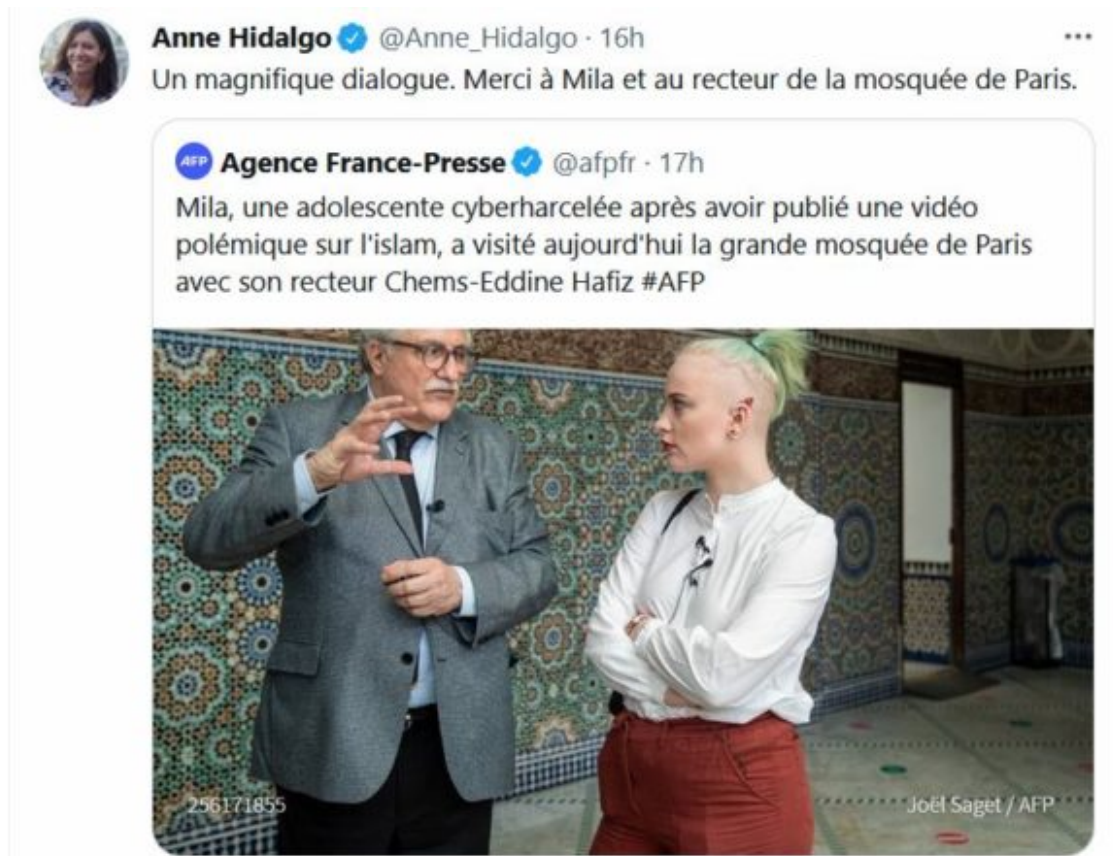 Anne Hidalgo @Anne_Hidalgo · 16h
Un magnifique dialogue. Merci à Mila et au recteur de la mosquée de Paris.
AFP Agence France-Presse @afpfr · 17h
Mila, une adolescente cyberharcelée après avoir publié une vidéo
polémique sur l'islam, a visité aujourd'hui la grande mosquée de Paris
avec son recteur Chems-Eddine Hafiz #AFP
256171855
Joël Saget / AFP